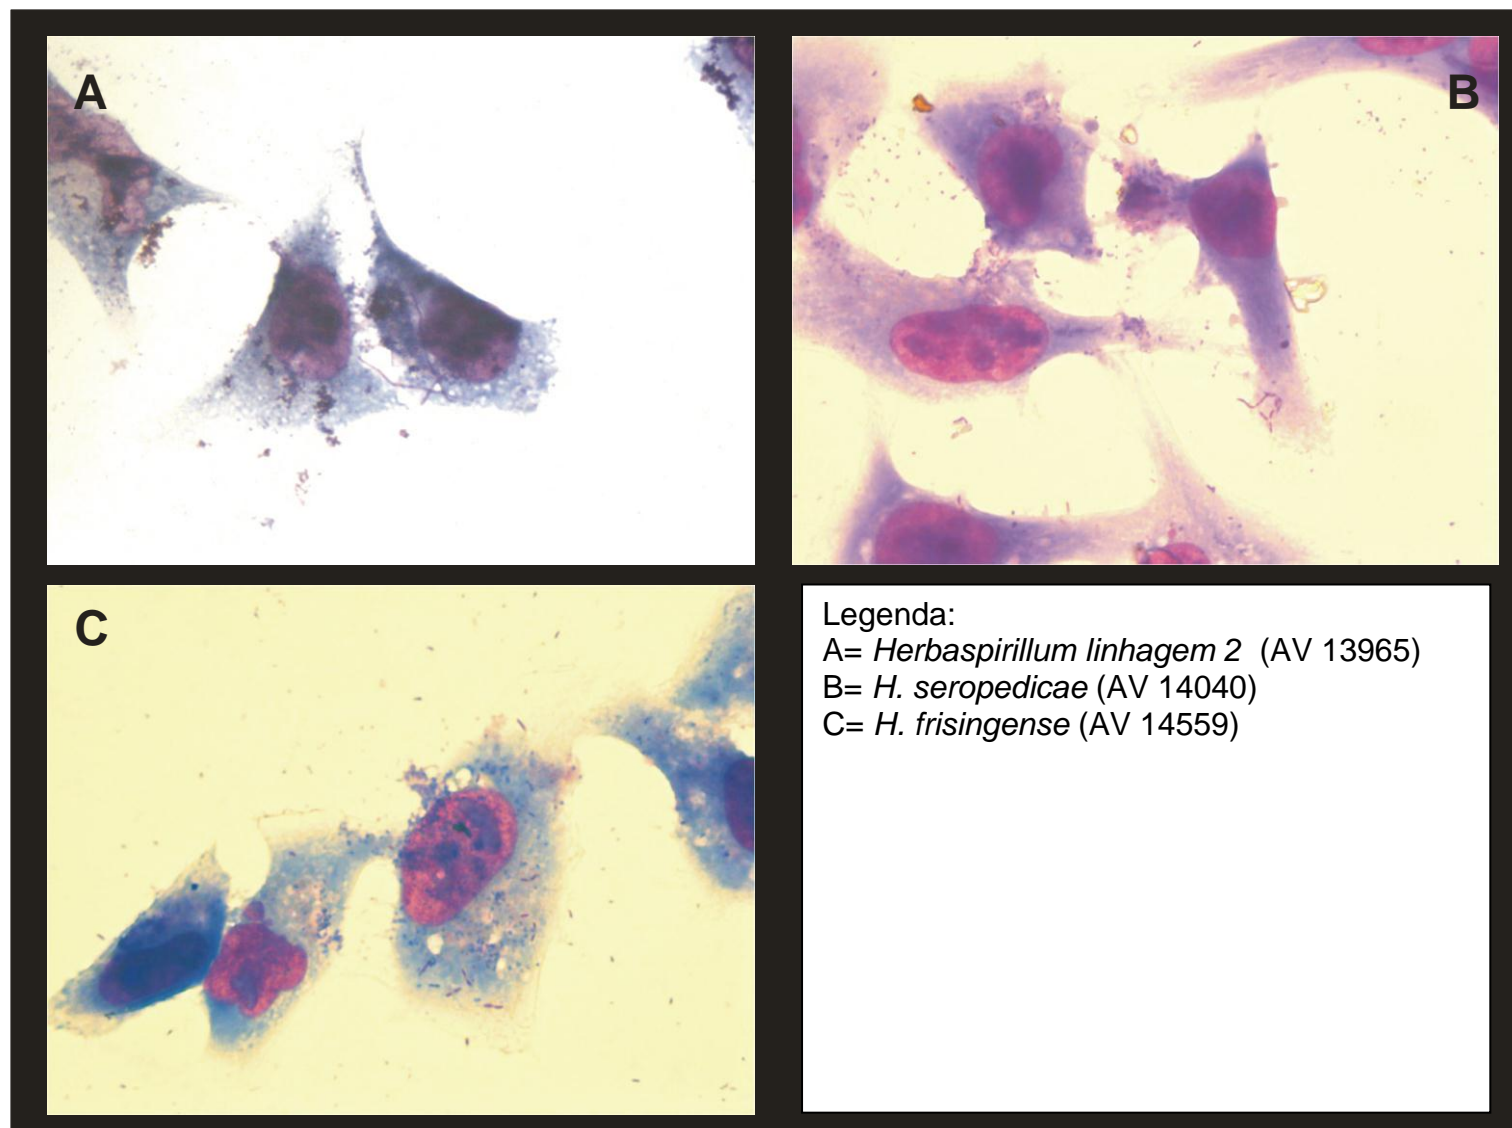 A
B
C
Legenda:
A= Herbaspirillum linhagem 2 (AV 13965)
B= H. seropedicae (AV 14040)
C= H. frisingense (AV 14559)